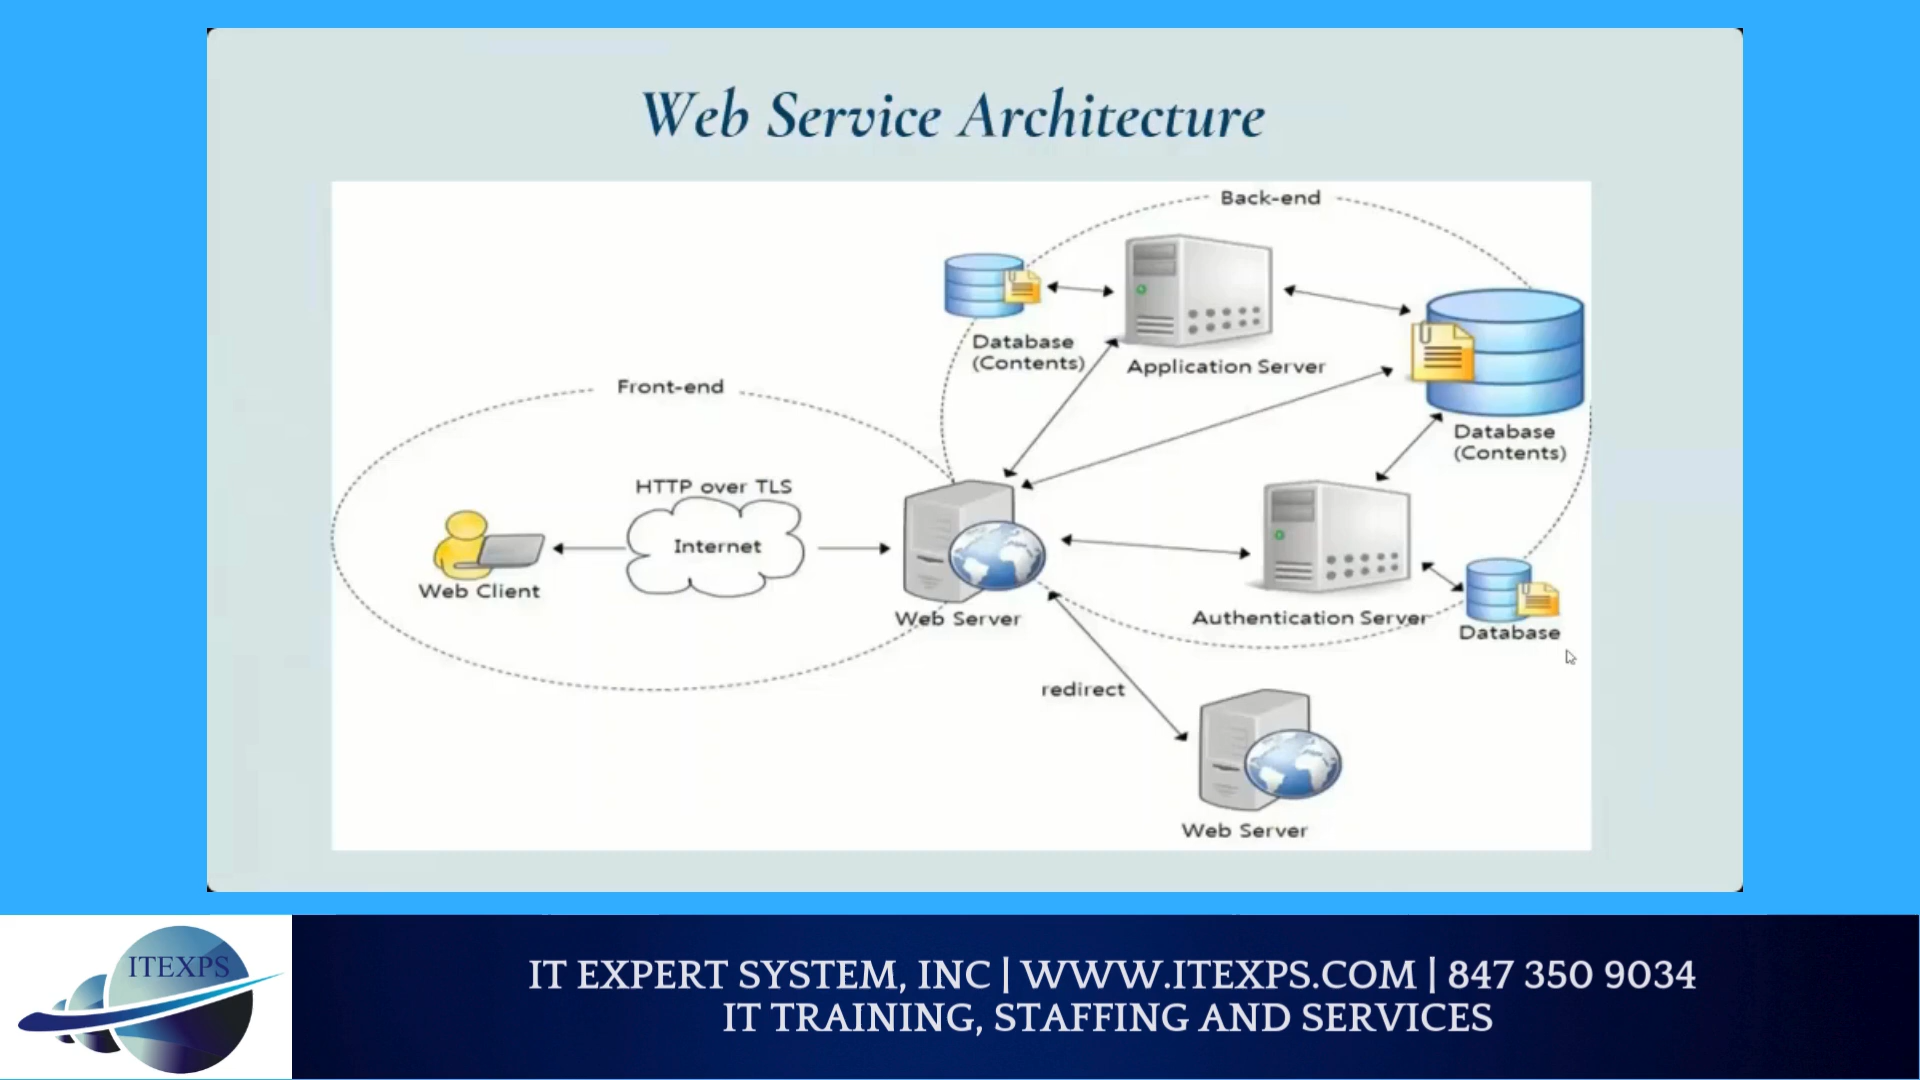 Web Service Architecture
Back-end
Database
(Contents)
Application Server
Front-end
Database
(Contents)
HTTP over TLS
Internet
Web Client
Web Server
Authentication Server
Database
redirect
Web Server
ITEXPS
IT EXPERT SYSTEM, INC | WWW.ITEXPS.COM | 847 350 9034
IT TRAINING, STAFFING AND SERVICES